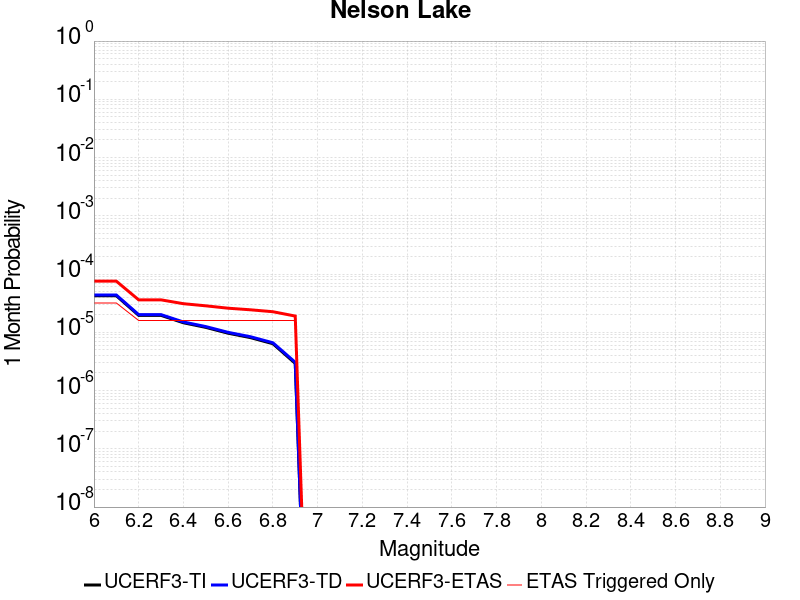 Nelson Lake
10^0
10^-1
10^-2
10^-3
10^-4
10^-5
10^-6
10^-7
10^-8
1 Month Probability
6 6.2 6.4 6.6 6.8 7 7.2 7.4 7.6 7.8 8 8.2 8.4 8.6 8.8 9
Magnitude
UCERF3-TI UCERF3-TD UCERF3-ETAS ETAS Triggered Only